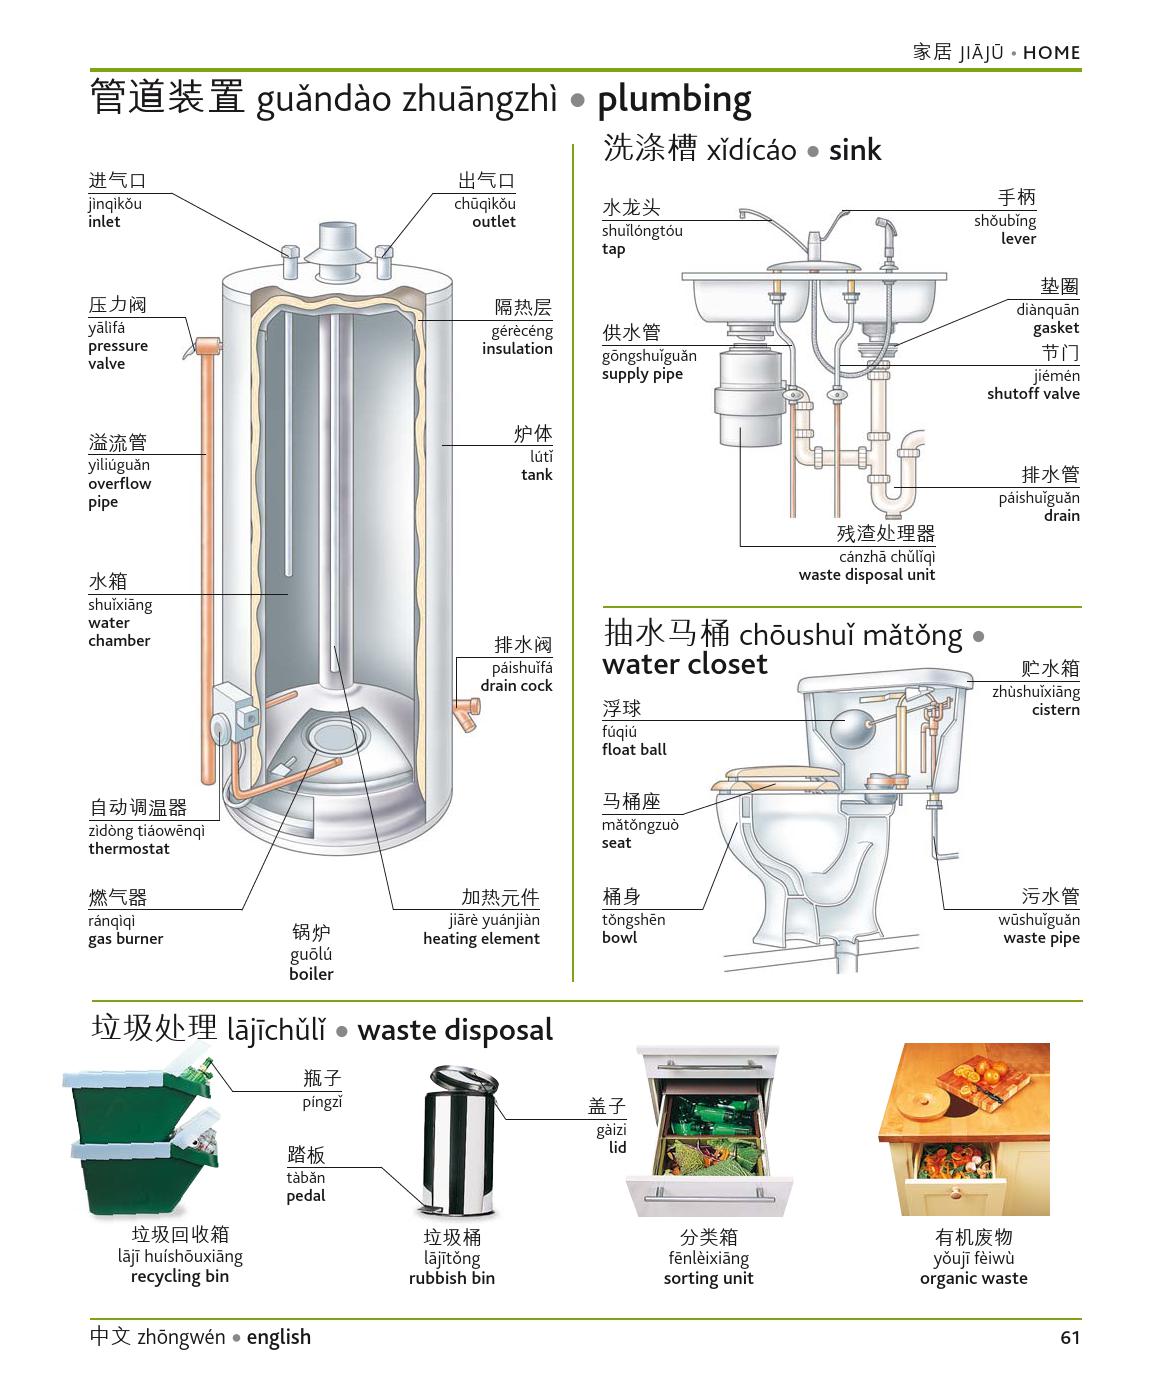 家居 JIĀJŪ • HOME
管道装置 guǎndào zhuāngzhì • plumbing
进气口
jìnqìkǒu
inlet
出气口
chūqìkǒu
outlet
压力阀
yālìfá
pressure
valve
隔热层
gérècéng
insulation
溢流管
yìliúguǎn
overflow
pipe
炉体
lútǐ
tank
水箱
shuǐxiāng
water
chamber
排水阀
páishuǐfá
drain cock
自动调温器
zìdòng tiáowēnqì
thermostat
燃气器
ránqìqì
gas burner
加热元件
jiārè yuánjiàn
heating element
锅炉
guōlú
boiler
洗涤槽 xǐdícáo • sink
水龙头
shuǐlóngtóu
tap
手柄
shǒubǐng
lever
垫圈
diànquān
gasket
供水管
gōngshuǐguǎn
supply pipe
节门
jiémén
shutoff valve
排水管
páishuǐguǎn
drain
残渣处理器
cánzhā chǔlǐqì
waste disposal unit
抽水马桶 chōushuǐ mǎtǒng •
water closet
贮水箱
zhùshuǐxiāng
cistern
浮球
fúqiú
float ball
马桶座
mǎtǒngzuò
seat
桶身
tǒngshēn
bowl
污水管
wūshuǐguǎn
waste pipe
垃圾处理 lājīchǔlǐ • waste disposal
瓶子
píngzǐ
踏板
tàbǎn
pedal
盖子
gàizi
lid
垃圾回收箱
lājī huíshōuxiāng
recycling bin
垃圾桶
lājītǒng
rubbish bin
分类箱
fēnlèixiāng
sorting unit
有机废物
yǒujī fèiwù
organic waste
中文 zhōngwén • english
61